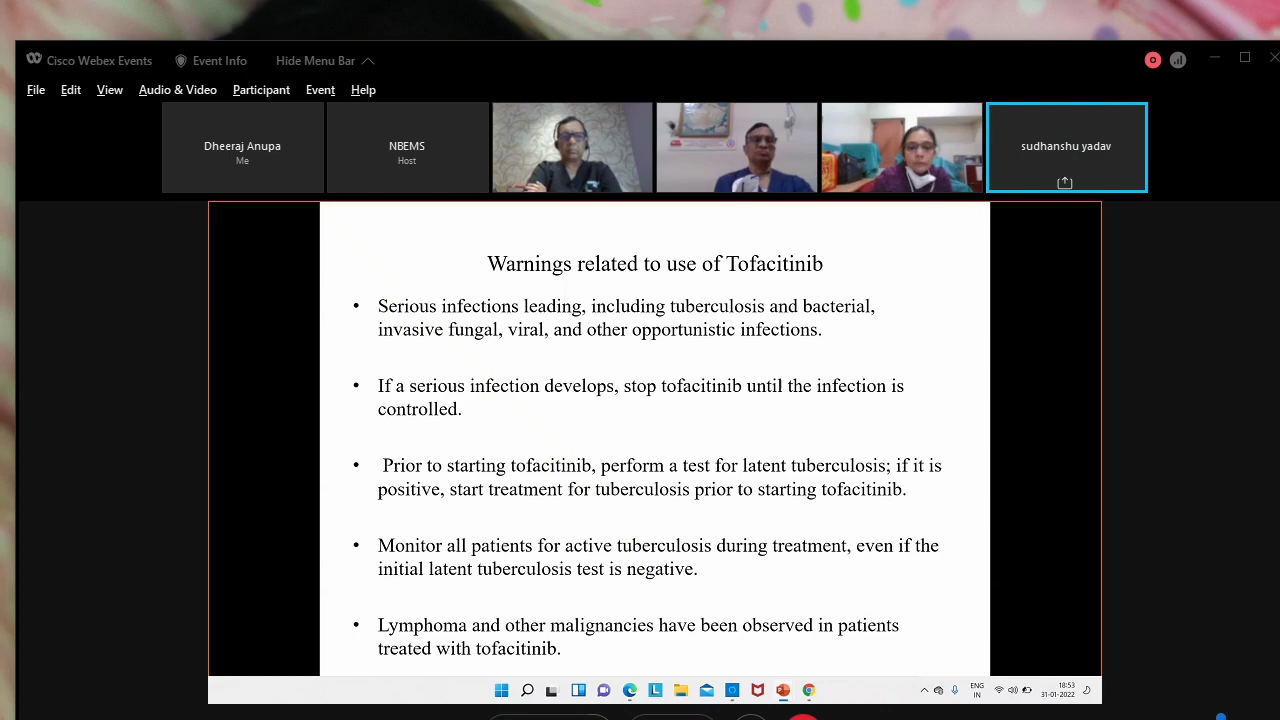 Cisco Webex Events
Event Info
Hide Menu Bar
File Edit View Audio & Video Participant Event Help
Dheeraj Anupa
Me
NBEMS
Host
sudhanshu yadav
Warnings related to use of Tofacitinib
• Serious infections leading, including tuberculosis and bacterial,
invasive fungal, viral, and other opportunistic infections.
• If a serious infection develops, stop tofacitinib until the infection is
controlled.
• Prior to starting tofacitinib, perform a test for latent tuberculosis; if it is
positive, start treatment for tuberculosis prior to starting tofacitinib.
• Monitor all patients for active tuberculosis during treatment, even if the
initial latent tuberculosis test is negative.
• Lymphoma and other malignancies have been observed in patients
treated with tofacitinib.
ENG
IN
18:53
31-01-2022